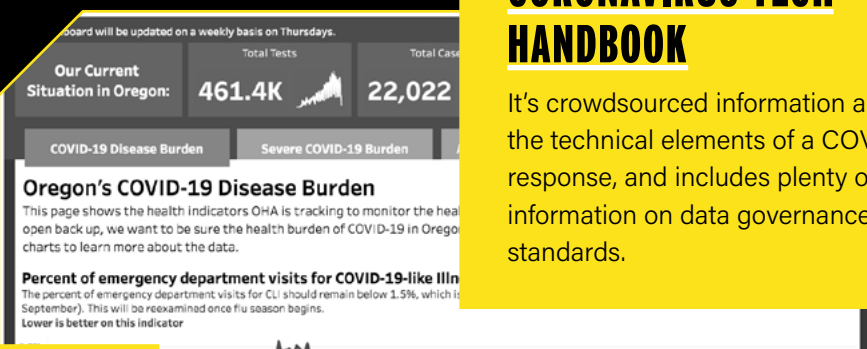 board will be updated on a weekly basis on Thursdays.
Our Current
Situation in Oregon:
Total Tests
461.4K
Total Case
22,022
COVID-19 Disease Burden
Severe COVID-19 Burden
Oregon's COVID-19 Disease Burden
This page shows the health indicators OHA is tracking to monitor the heal
open back up, we want to be sure the health burden of COVID-19 in Orego
charts to learn more about the data.
Percent of emergency department visits for COVID-19-like Illn
The percent of emergency department visits for CLI should remain below 1.5%, which is
September). This will be reexamined once flu season begins.
Lower is better on this indicator
CORONAVIRUS TECH
HANDBOOK
It's crowdsourced information a
the technical elements of a COV
response, and includes plenty o
information on data governance
standards.